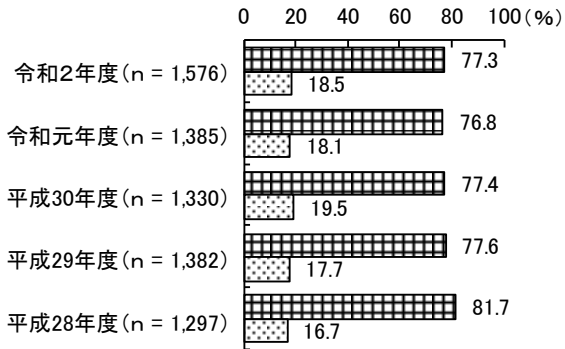 0 20 40 60 80 100(%)
令和２年度(ｎ = 1,576) 77.3
18.5
令和元年度(ｎ = 1,385) 76.8
18.1
平成30年度(ｎ = 1,330) 77.4
19.5
平成29年度(ｎ = 1,382) 77.6
17.7
平成28年度(ｎ = 1,297) 81.7
16.7